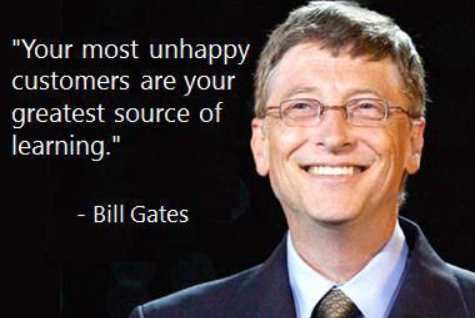 "Your most unhappy
customers are your
greatest source of
learning."
- Bill Gates